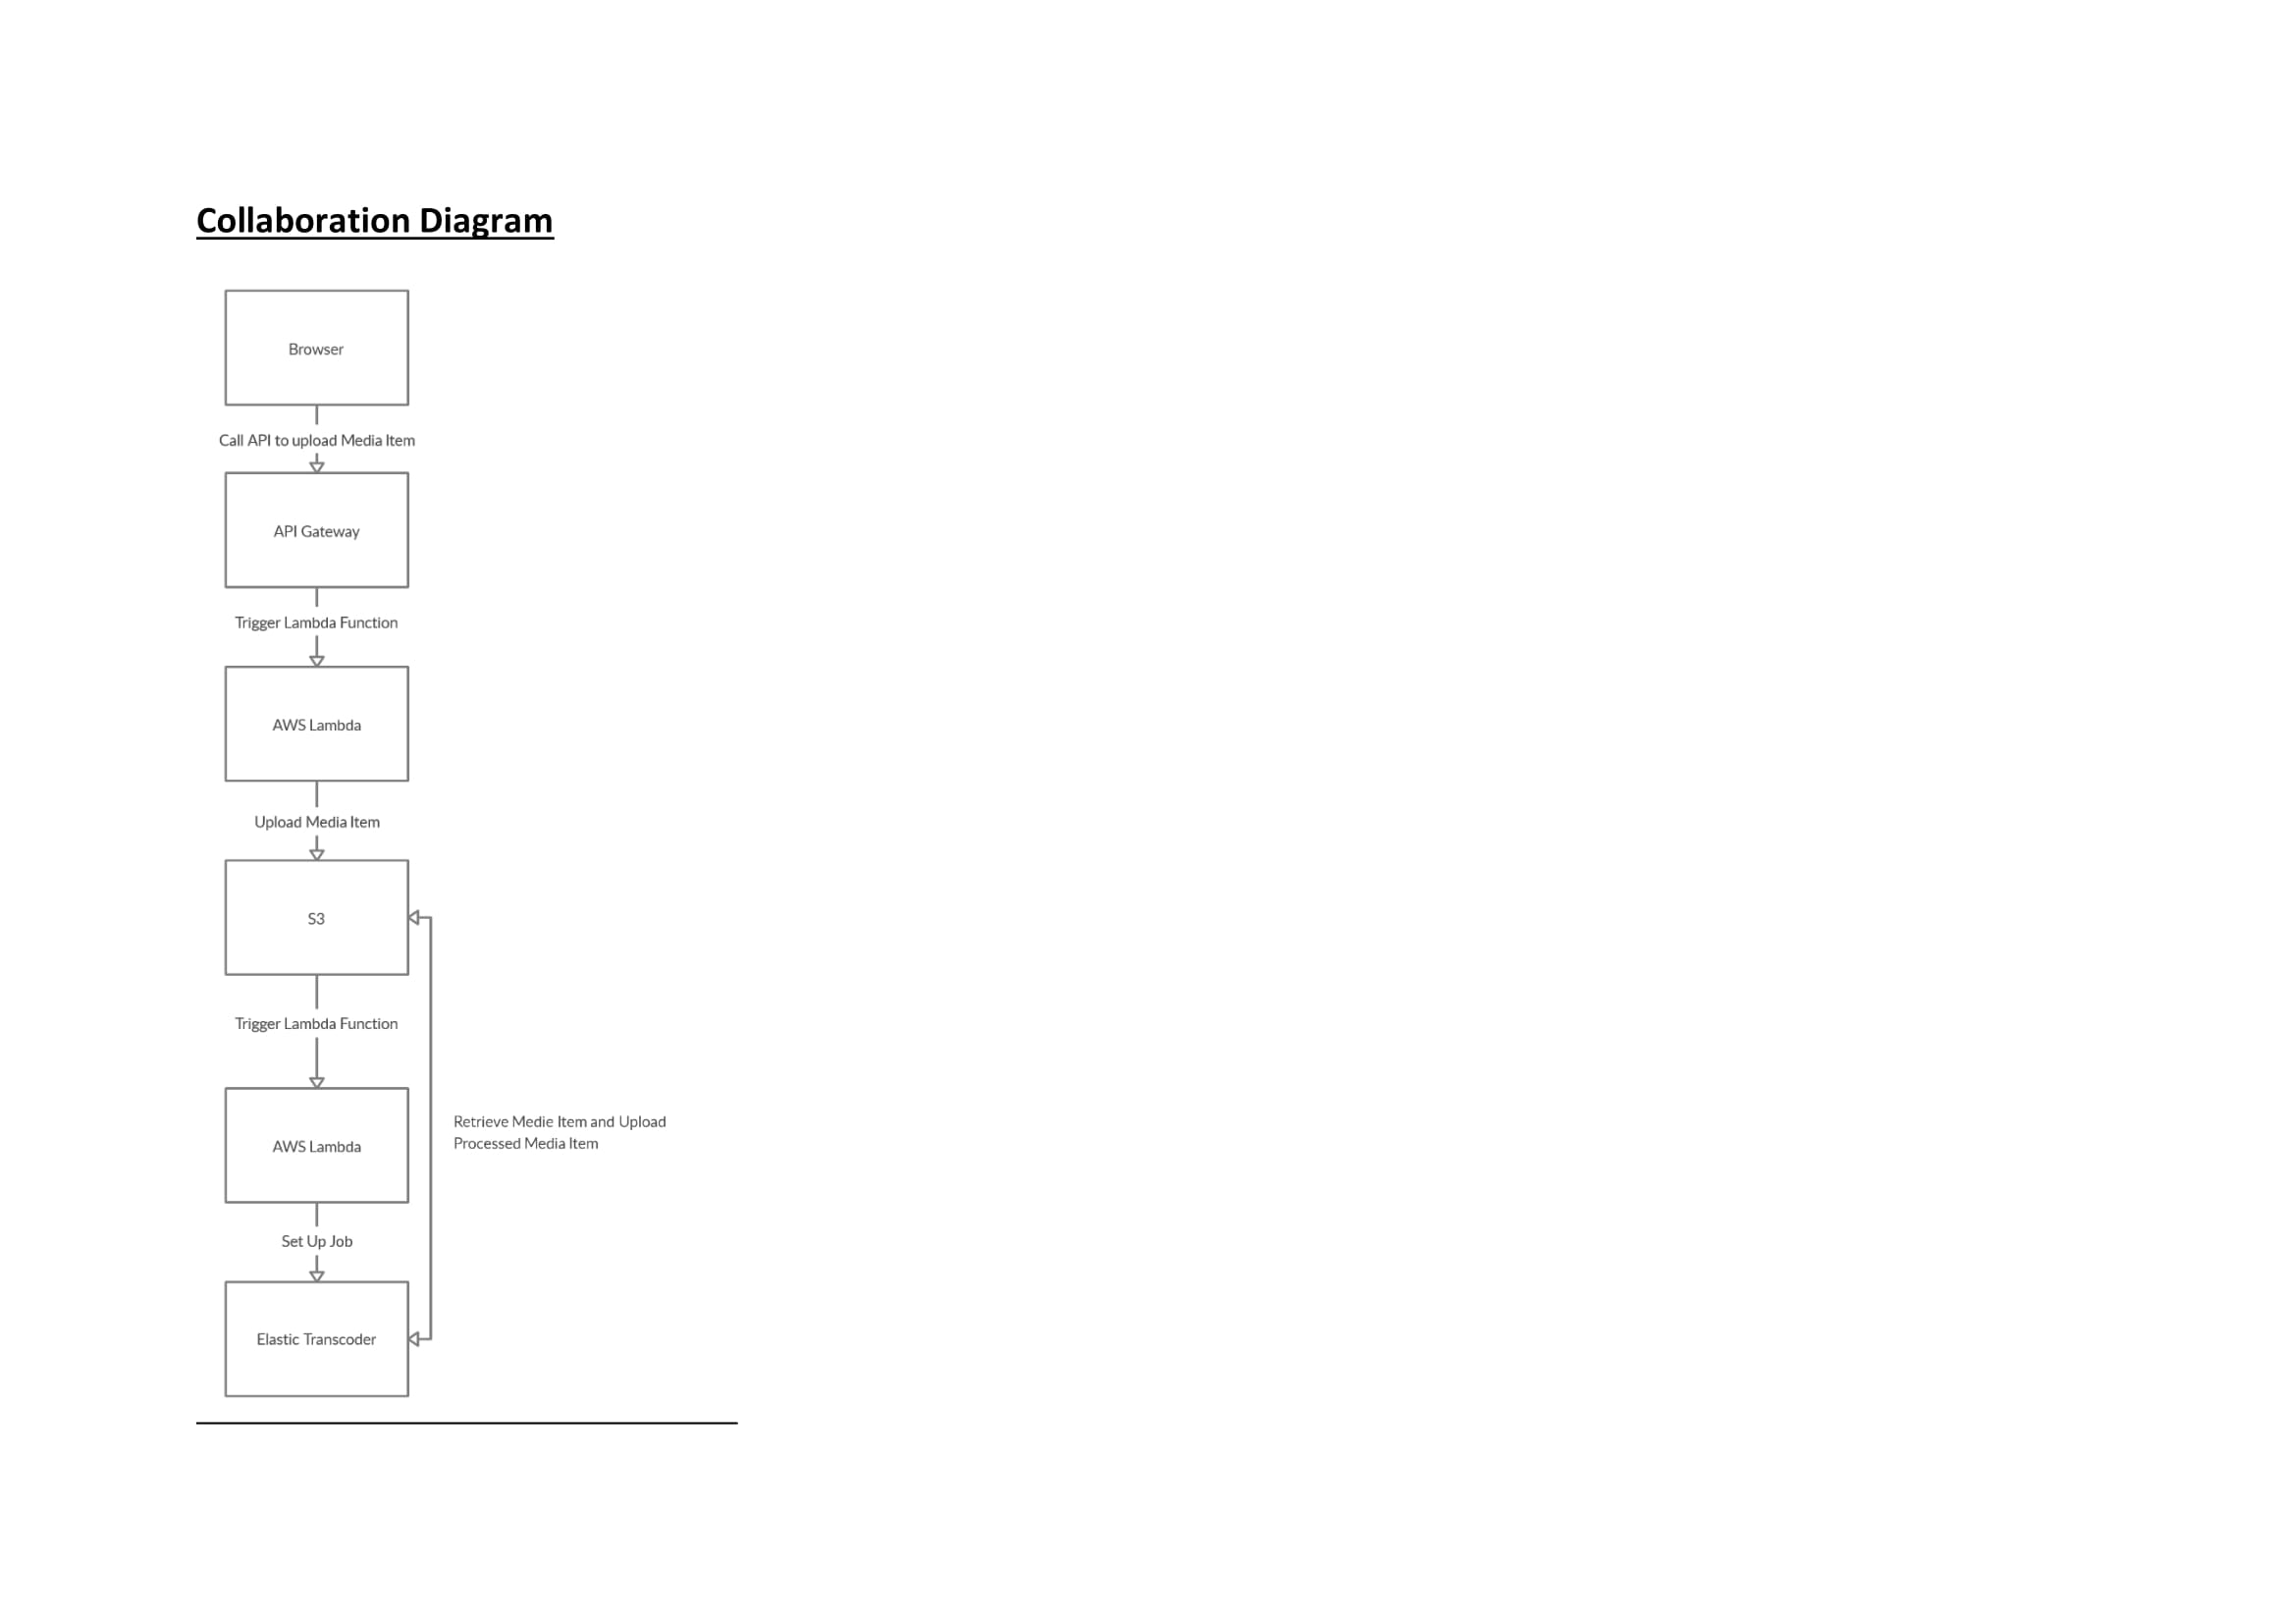 Collaboration Diagram
Browser
Call API to upload Media Item
API Gateway
Trigger Lambda Function
AWS Lambda
Upload Media Item
S3
Trigger Lambda Function
AWS Lambda
Retrieve Medie Item and Upload
Processed Media Item
Set Up Job
Elastic Transcoder